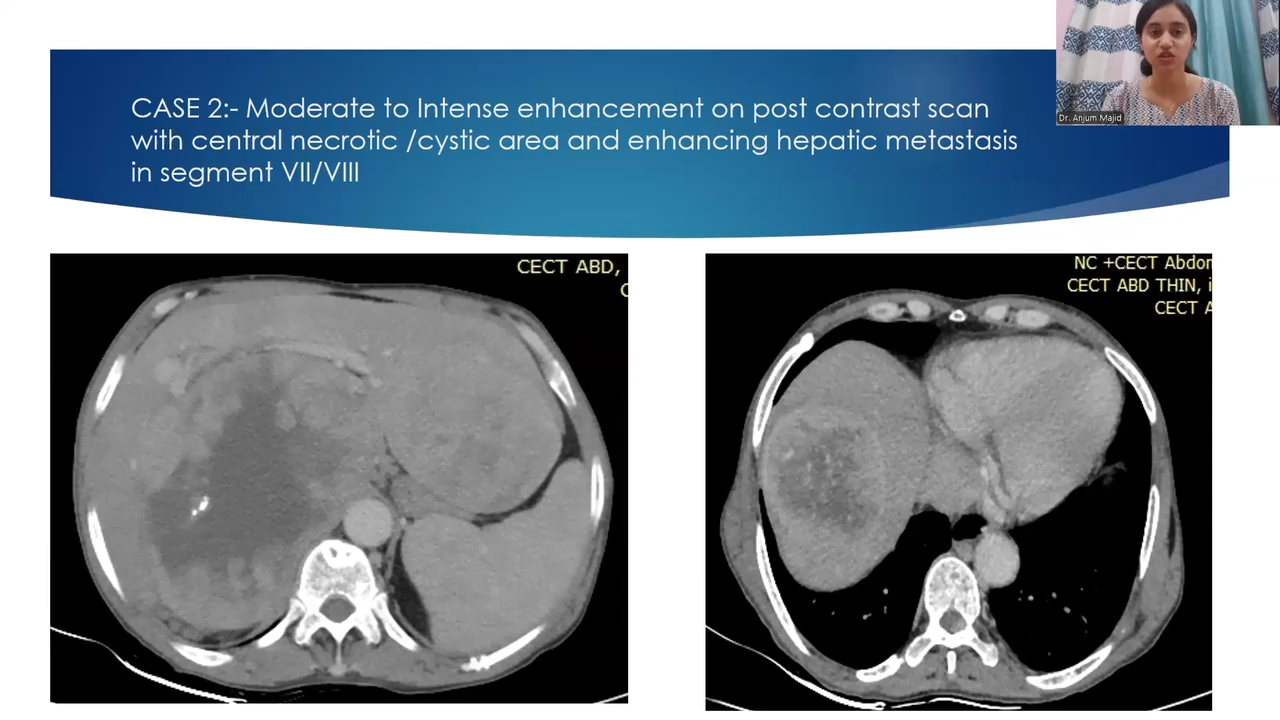 CASE 2:- Moderate to Intense enhancement on post contrast scan
with central necrotic /cystic area and enhancing hepatic metastasis
in segment VII/VIII
Dr. Anjum Majid
CECT ABD,
C
NC +CECT Abdon
CECT ABD THIN, i
CECT A